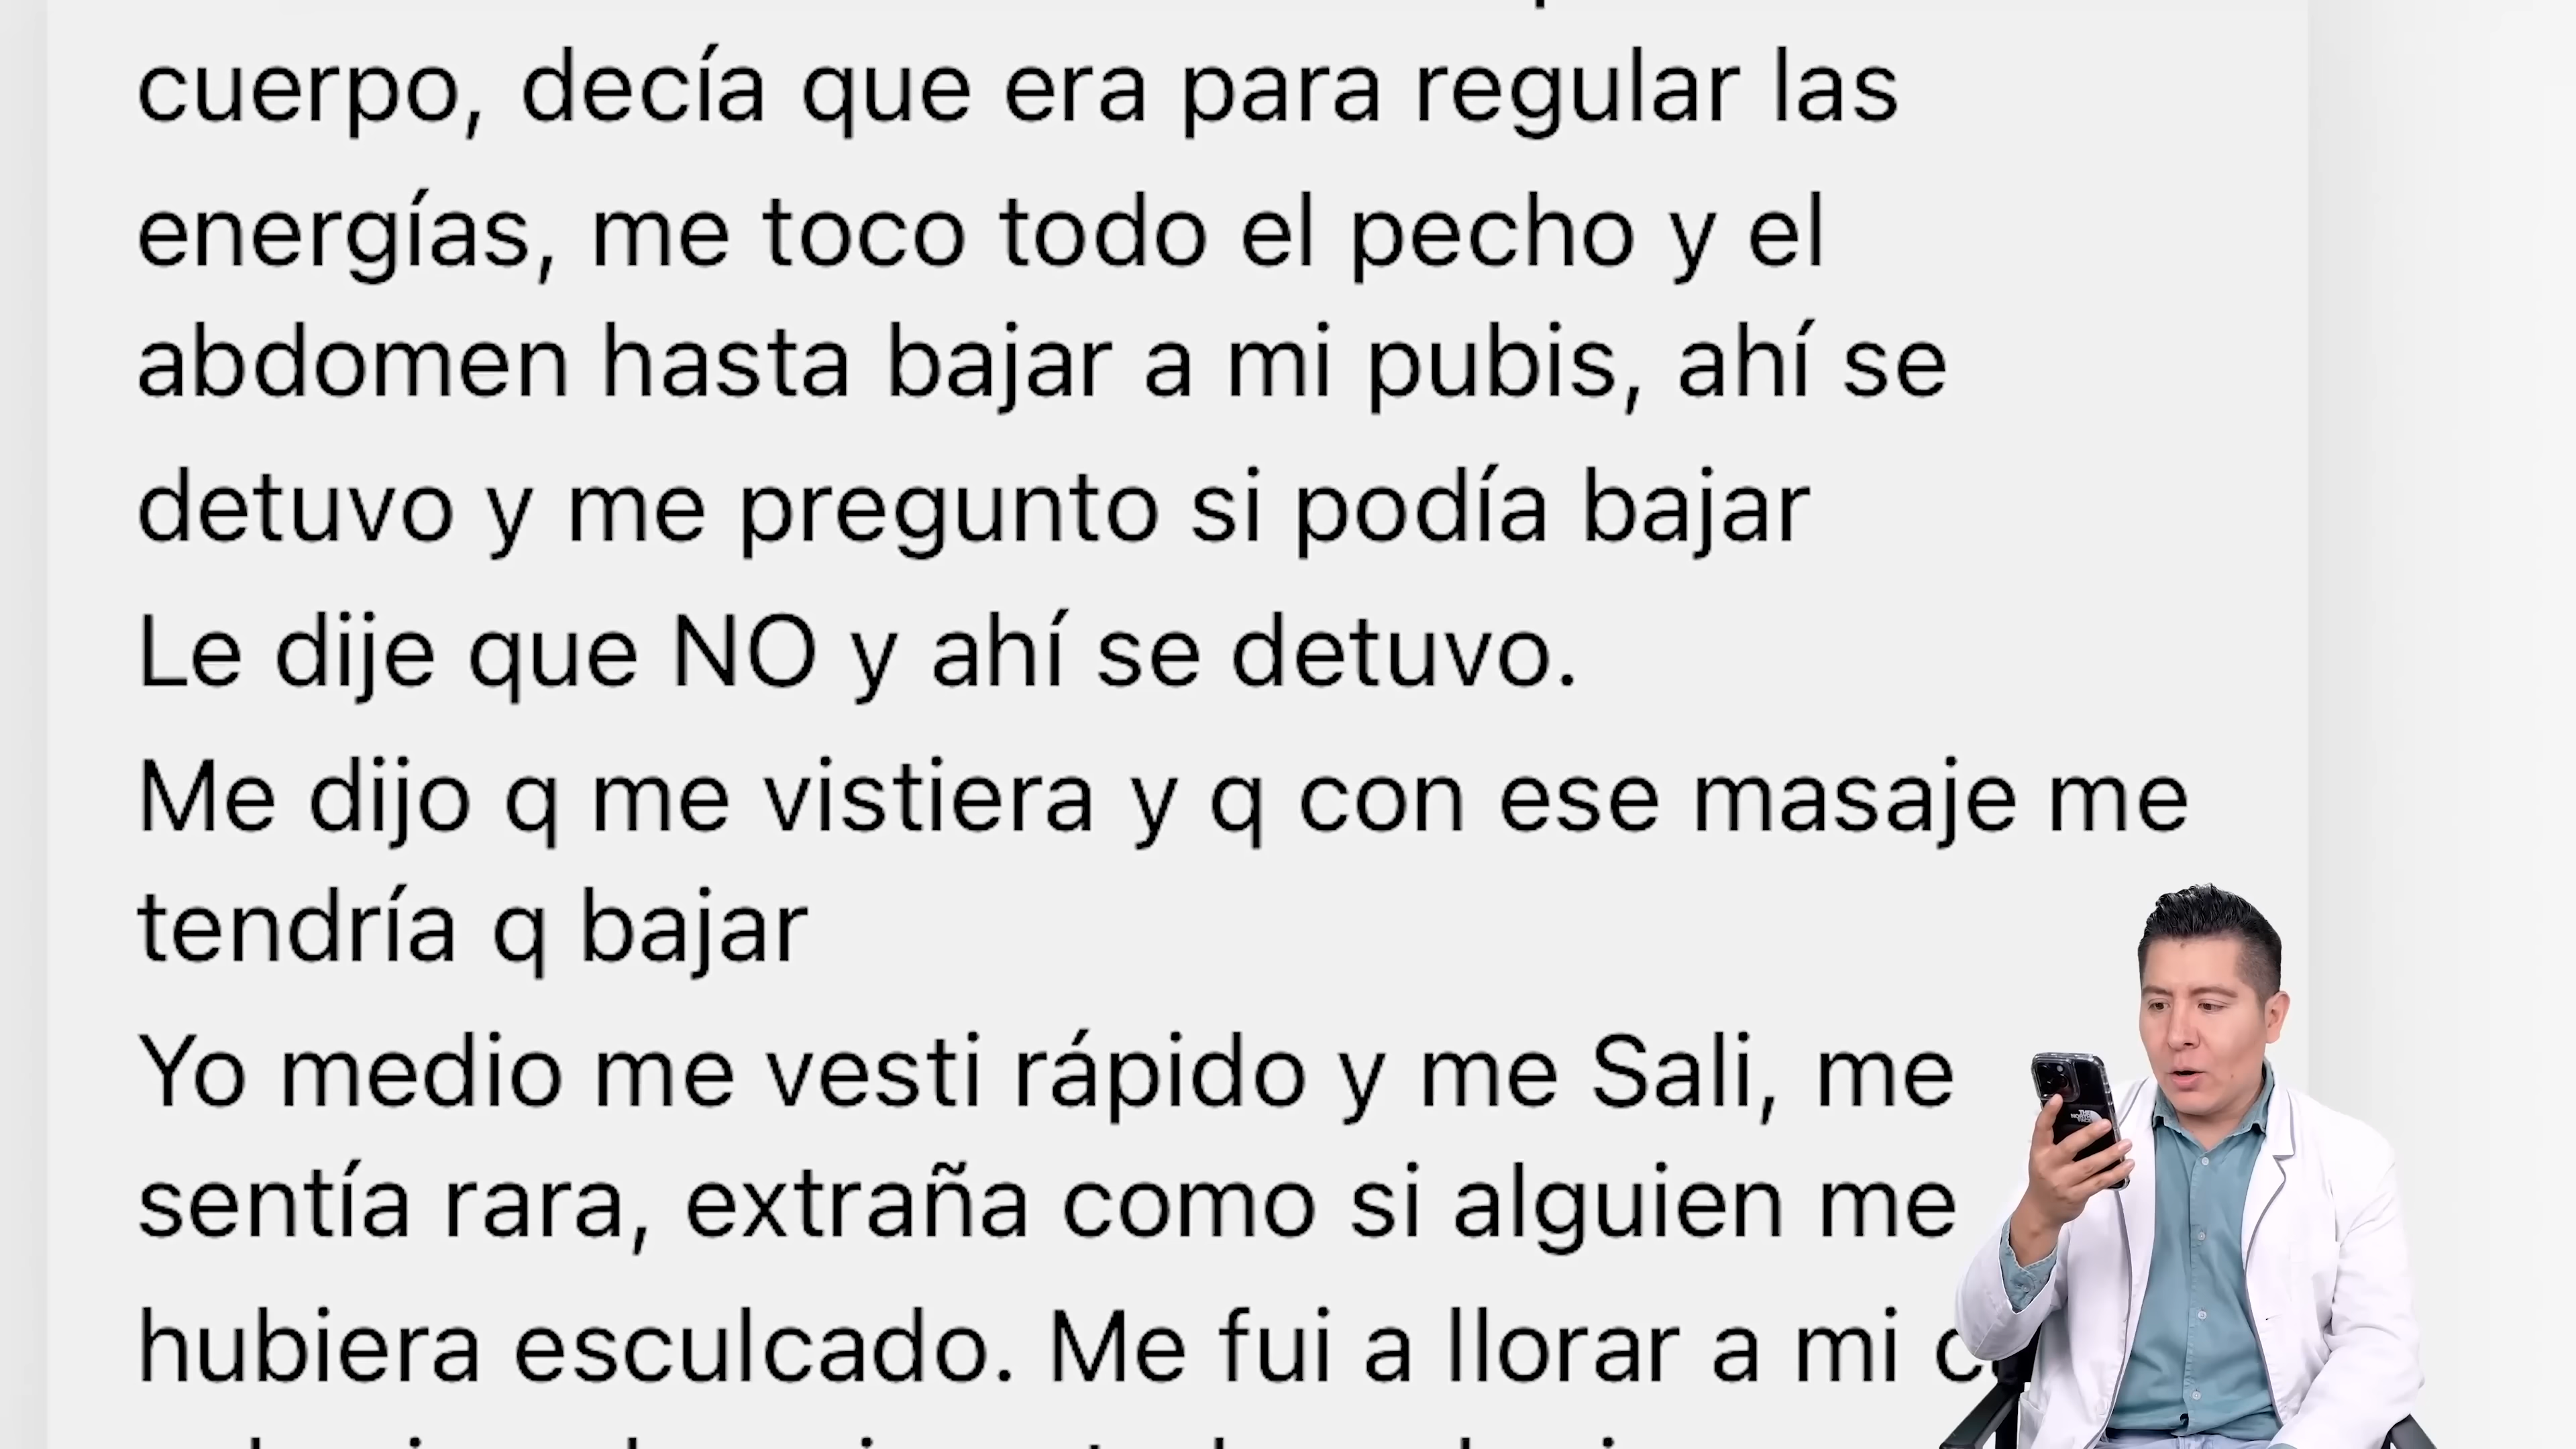 cuerpo, decía que era para regular las
energías, me toco todo el pecho y el
abdomen hasta bajar a mi pubis, ahí se
detuvo y me pregunto si podía bajar
Le dije que NO y ahí se detuvo.
Me dijo q me vistiera y q con ese masaje me
tendría q bajar
Yo medio me vesti rápido y me Sali, me
sentía rara, extraña como si alguien me
hubiera esculcado. Me fui a llorar a mi
THE NORTH FACE